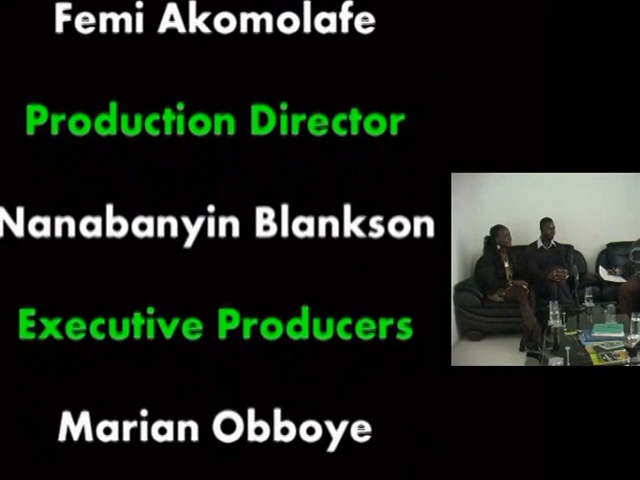 Femi Akomolafe
Production Director
Nanabanyin Blankson
Executive Producers
Marian Obboye